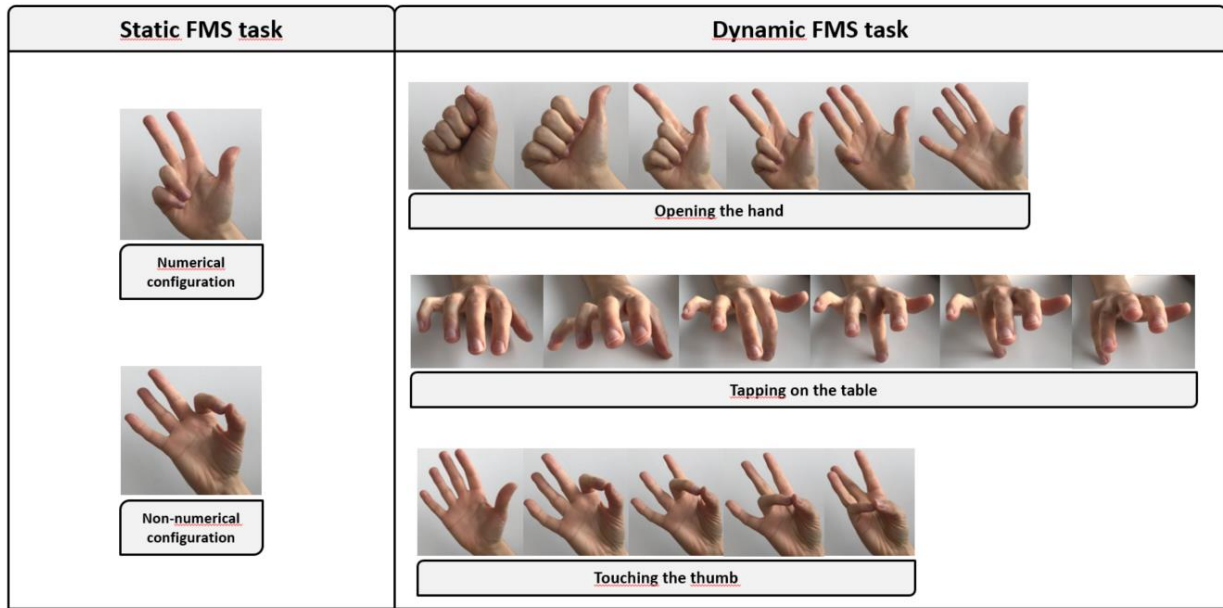 Static FMS task
Dynamic FMS task
Numerical
configuration
Non-numerical
configuration
Opening the hand
Tapping on the table
Touching the thumb